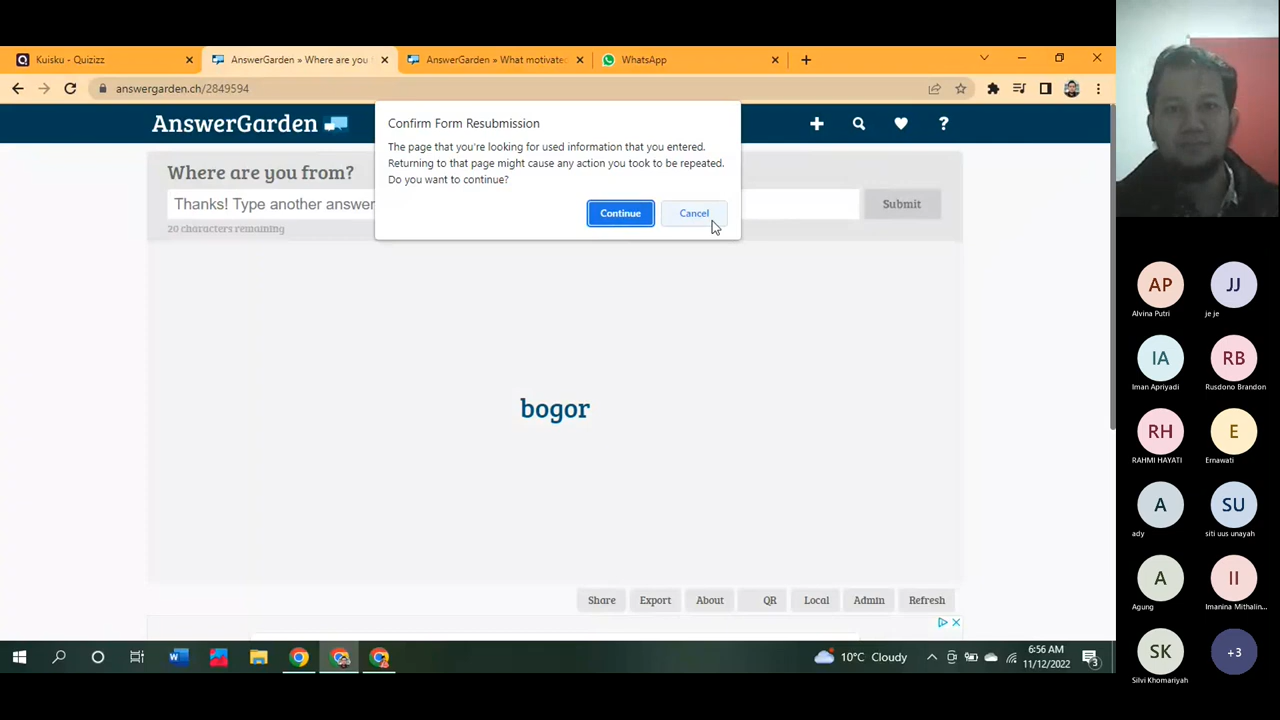 Kuisku - Quizizz
AnswerGarden » Where are you
AnswerGarden » What motivate
WhatsApp
answergarden.ch/2849594
AnswerGarden
Confirm Form Resubmission
The page that you're looking for used information that you entered.
Returning to that page might cause any action you took to be repeated.
Do you want to continue?
Continue
Cancel
Where are you from?
Thanks! Type another answer
Submit
20 characters remaining
bogor
Share
Export
About
QR
Local
Admin
Refresh
10°C Cloudy
6:56 AM
11/12/2022
3
AP
Alvina Putri
JJ
je je
IA
Iman Apriyadi
RB
Rusdono Brandon
RH
RAHMI HAYATI
E
Ernawati
A
ady
SU
siti uus unayah
A
Agung
II
Imanina Mithalin...
SK
Silvi Khomariyah
+3